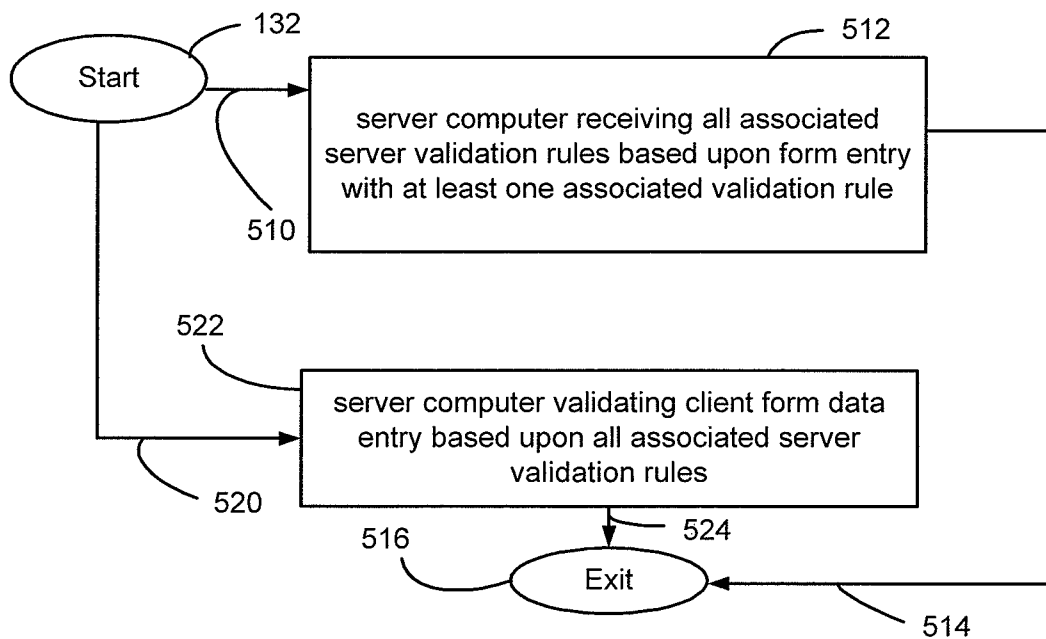 132
512
Start
server computer receiving all associated
server validation rules based upon form entry
with at least one associated validation rule
510
522
server computer validating client form data
entry based upon all associated server
validation rules
520
524
516
Exit
514